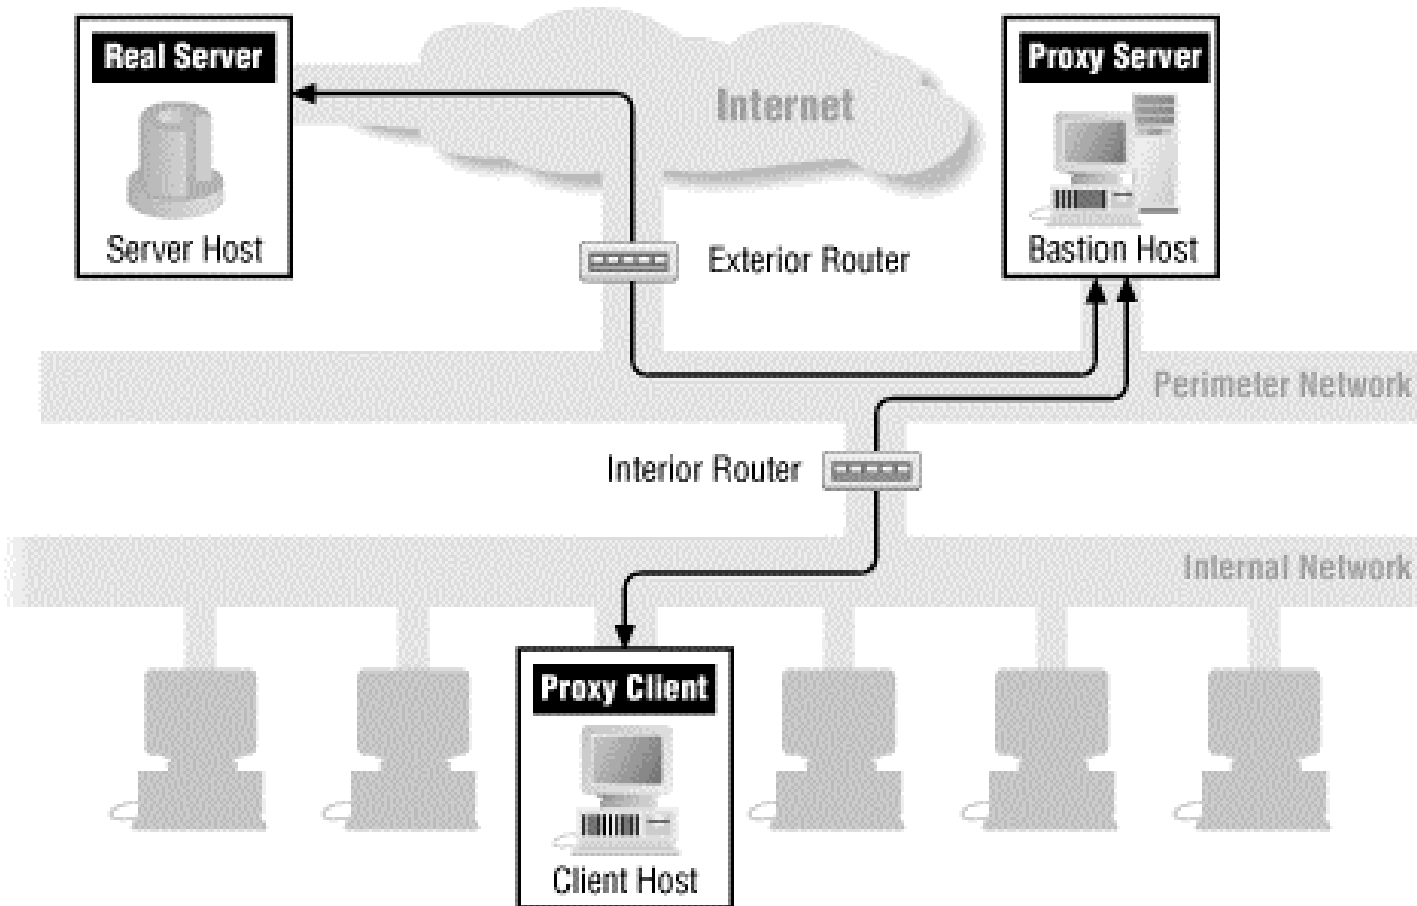 Real Server
Server Host
Internet
Proxy Server
Bastion Host
Exterior Router
Perimeter Network
Interior Router
Internal Network
Proxy Client
Client Host